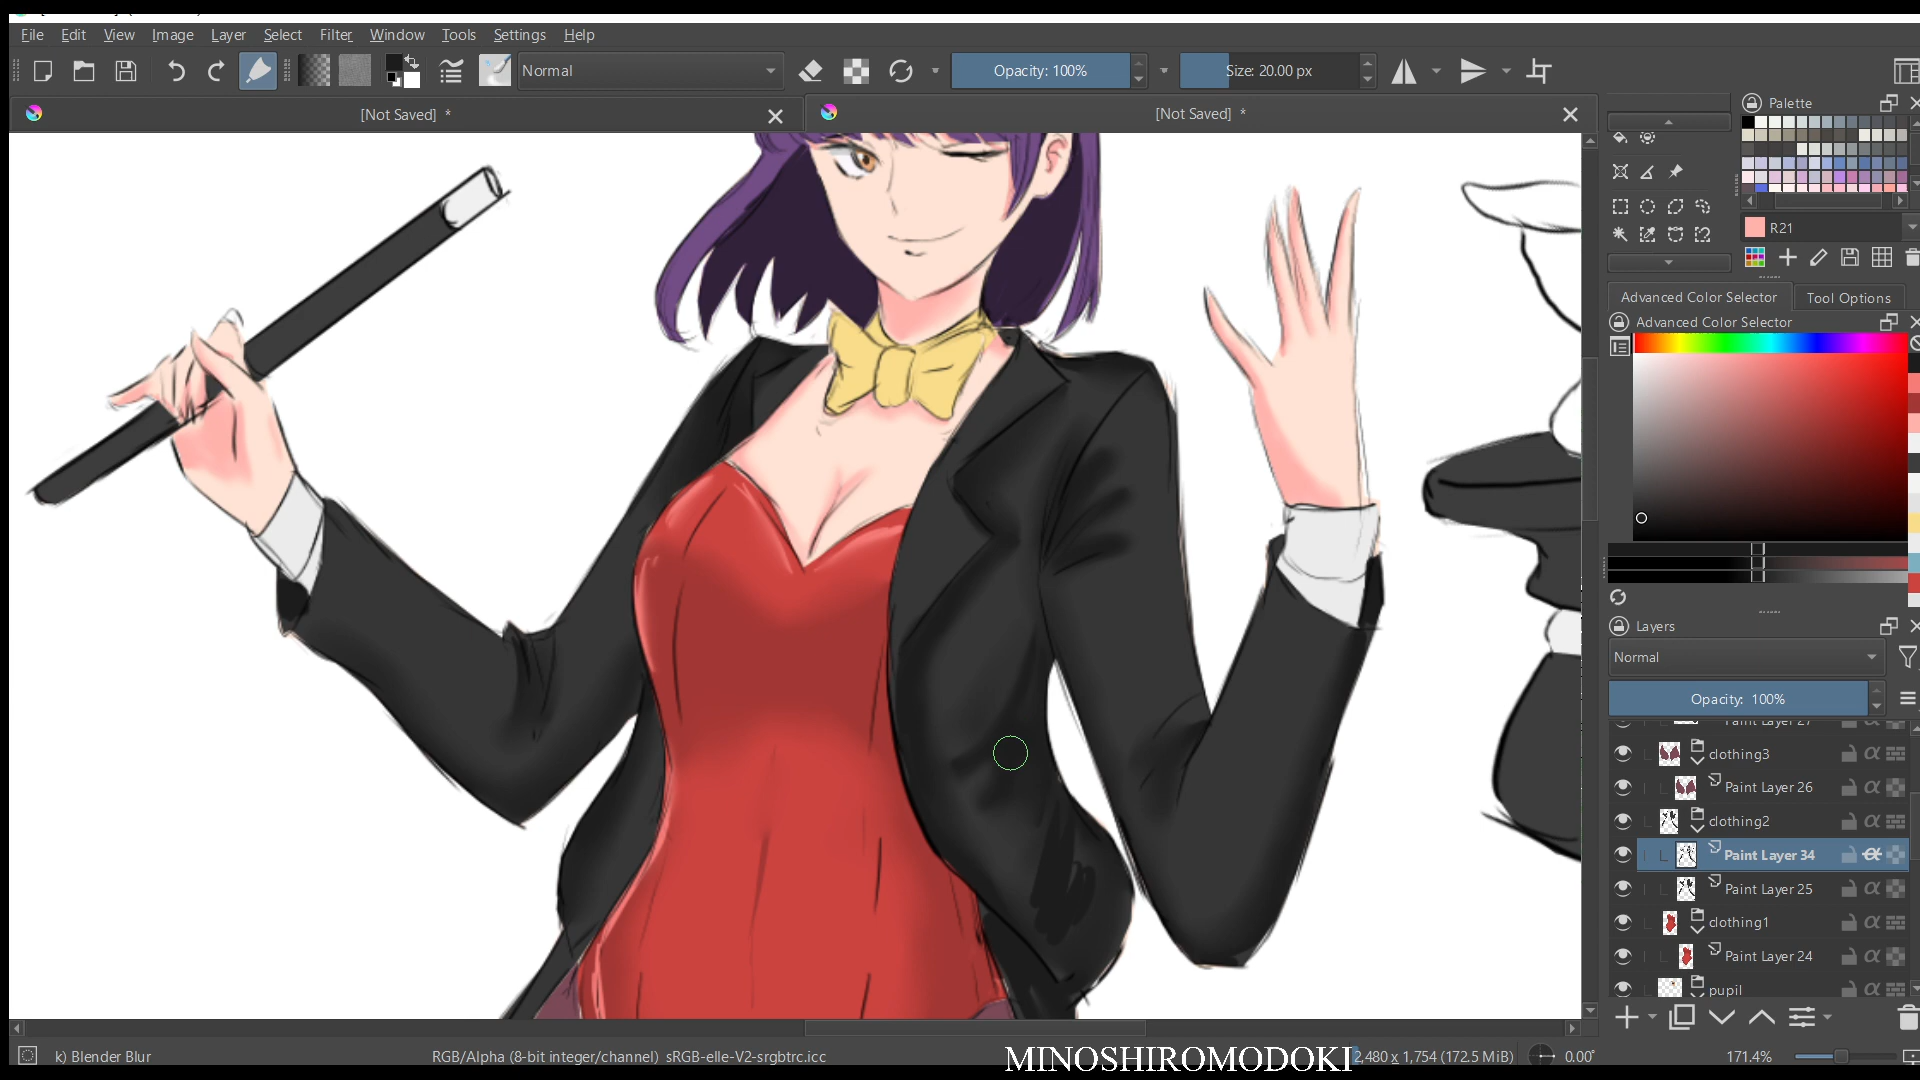 File Edit View Image Layer Select Filter Window Tools Settings Help
Normal Opacity: 100% Size: 20.00 px
[Not Saved] * [Not Saved] *
Palette
R21
Advanced Color Selector Tool Options
Advanced Color Selector
Layers
Normal
Opacity: 100%
Paint Layer 27
clothing3
Paint Layer 26
clothing2
Paint Layer 34
Paint Layer 25
clothing1
Paint Layer 24
pupil
k) Blender Blur RGB/Alpha (8-bit integer/channel) sRGB-elle-V2-srgbtrc.icc MINOSHIROMODOKI 2,480 x 1,754 (172.5 MiB) 0.00° 171.4%